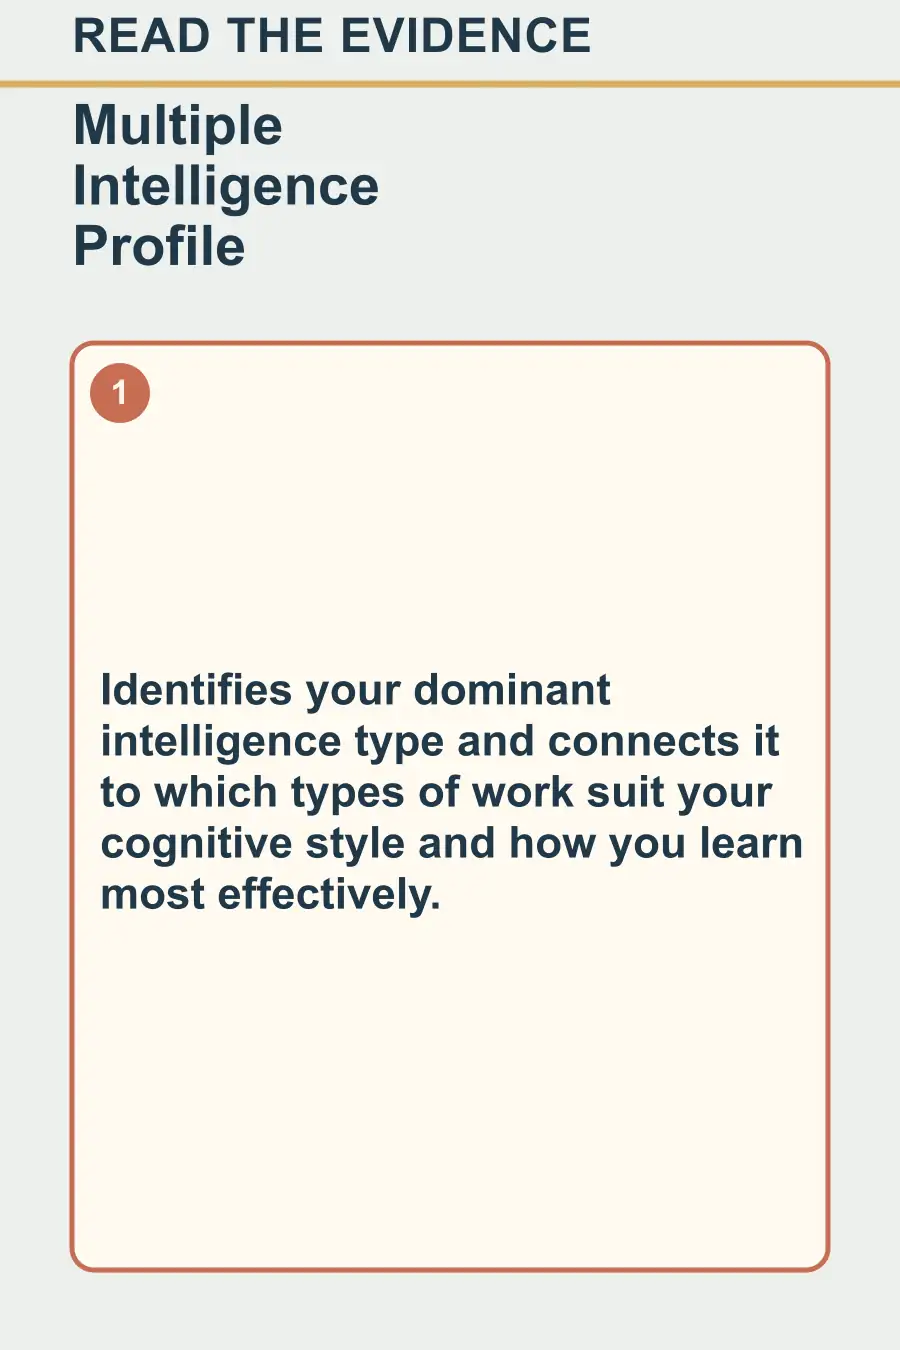 READ THE EVIDENCE
Multiple
Intelligence
Profile
1
Identifies your dominant
intelligence type and connects it
to which types of work suit your
cognitive style and how you learn
most effectively.